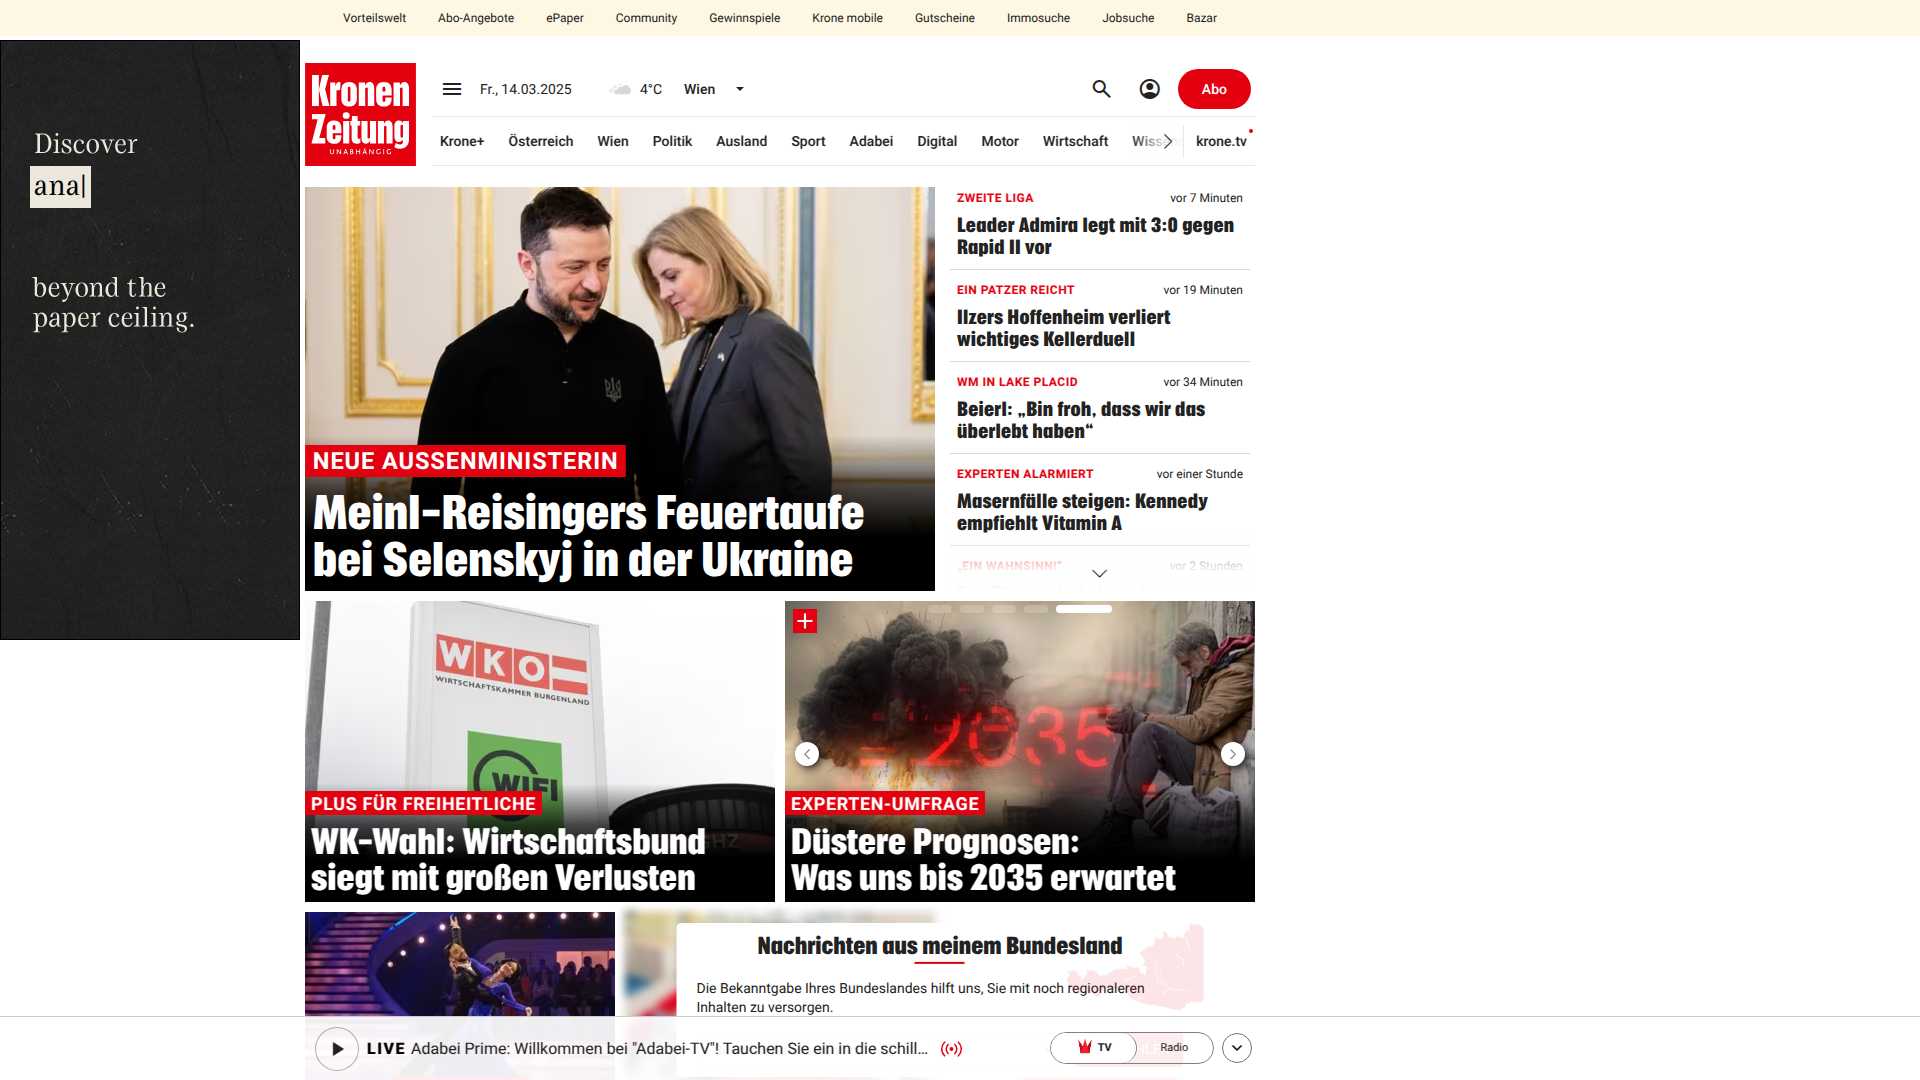 Vorteilswelt Abo-Angebote ePaper Community Gewinnspiele Krone mobile Gutscheine Immosuche Jobsuche Bazar
Discover
ana
beyond the
paper ceiling.
Kronen
Zeitung
UNABHÄNGIG
Fr., 14.03.2025 4°C Wien
Abo
Krone+ Österreich Wien Politik Ausland Sport Adabei Digital Motor Wirtschaft krone.tv
NEUE AUSSENMINISTERIN
Meinl-Reisingers Feuertaufe
bei Selenskyj in der Ukraine
ZWEITE LIGA vor 7 Minuten
Leader Admira legt mit 3:0 gegen
Rapid II vor
EIN PATZER REICHT vor 19 Minuten
Ilzers Hoffenheim verliert
wichtiges Kellerduell
WM IN LAKE PLACID vor 34 Minuten
Beierl: „Bin froh, dass wir das
überlebt haben“
EXPERTEN ALARMIERT vor einer Stunde
Masernfälle steigen: Kennedy
empfiehlt Vitamin A
„EIN WAHNSINN!“ vor 2 Stunden
WKO
WIRTSCHAFTSKAMMER BURGENLAND
WIFI
PLUS FÜR FREIHEITLICHE
WK-Wahl: Wirtschaftsbund
siegt mit großen Verlusten
2035
EXPERTEN-UMFRAGE
Düstere Prognosen:
Was uns bis 2035 erwartet
Nachrichten aus meinem Bundesland
Die Bekanntgabe Ihres Bundeslandes hilft uns, Sie mit noch regionaleren
Inhalten zu versorgen.
LIVE Adabei Prime: Willkommen bei "Adabei-TV"! Tauchen Sie ein in die schill...
TV Radio